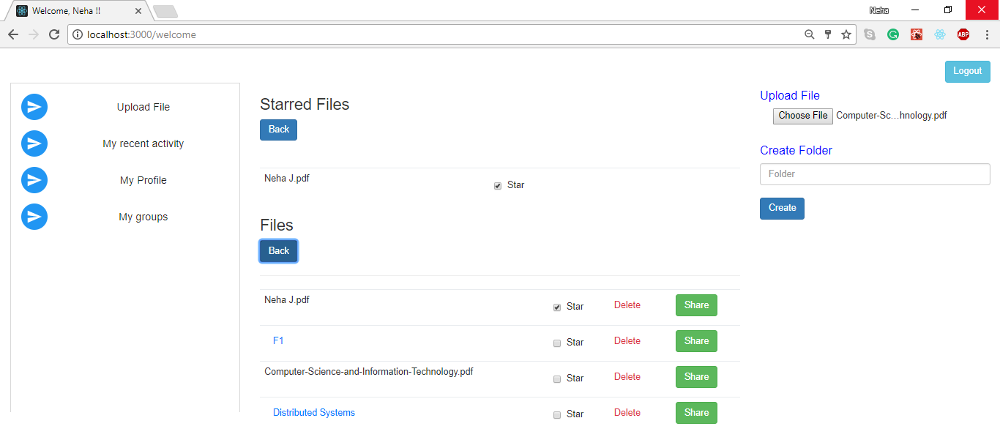 Welcome, Neha !!
Neha
localhost:3000/welcome
ABP
Logout
Upload File
My recent activity
My Profile
My groups
Starred Files
Back
Neha J.pdf
Star
Files
Back
Neha J.pdf Star Delete Share
F1 Star Delete Share
Computer-Science-and-Information-Technology.pdf Star Delete Share
Distributed Systems Star Delete Share
Upload File
Choose File Computer-Sc...hnology.pdf
Create Folder
Folder
Create